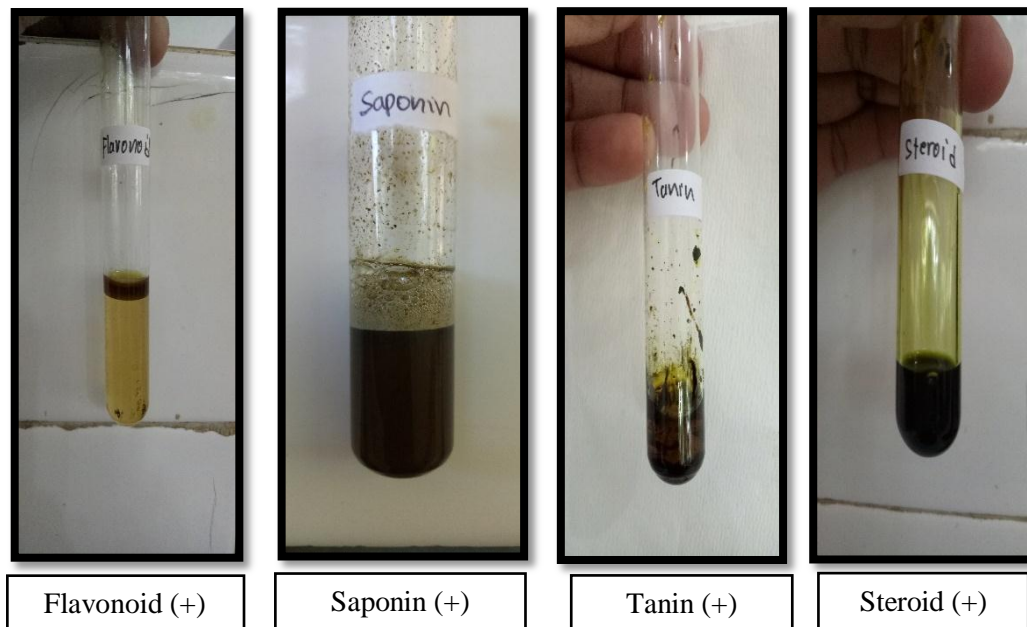 Flavonoid
Saponin
Tanin
Steroid
Flavonoid (+)
Saponin (+)
Tanin (+)
Steroid (+)